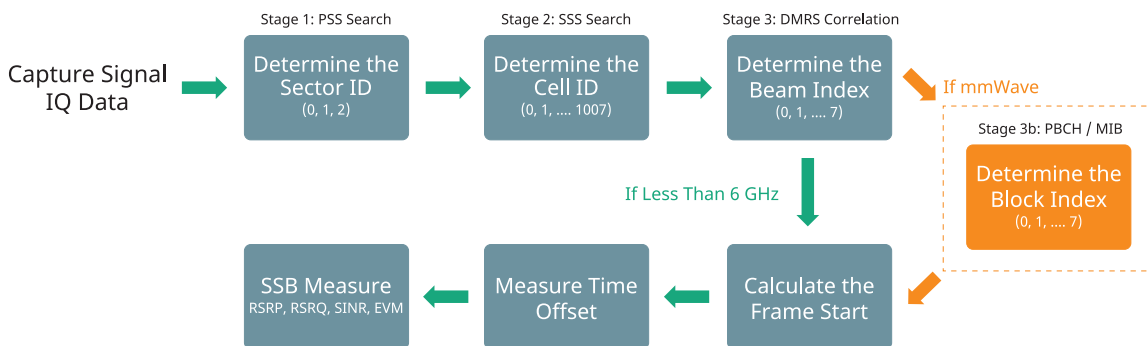 Stage 1: PSS Search
Stage 2: SSS Search
Stage 3: DMRS Correlation
Capture Signal
IQ Data
Determine the
Sector ID
(0, 1, 2)
Determine the
Cell ID
(0, 1, .... 1007)
Determine the
Beam Index
(0, 1, .... 7)
If mmWave
Stage 3b: PBCH / MIB
Determine the
Block Index
(0, 1, .... 7)
If Less Than 6 GHz
SSB Measure
RSRP, RSRQ, SINR, EVM
Measure Time
Offset
Calculate the
Frame Start